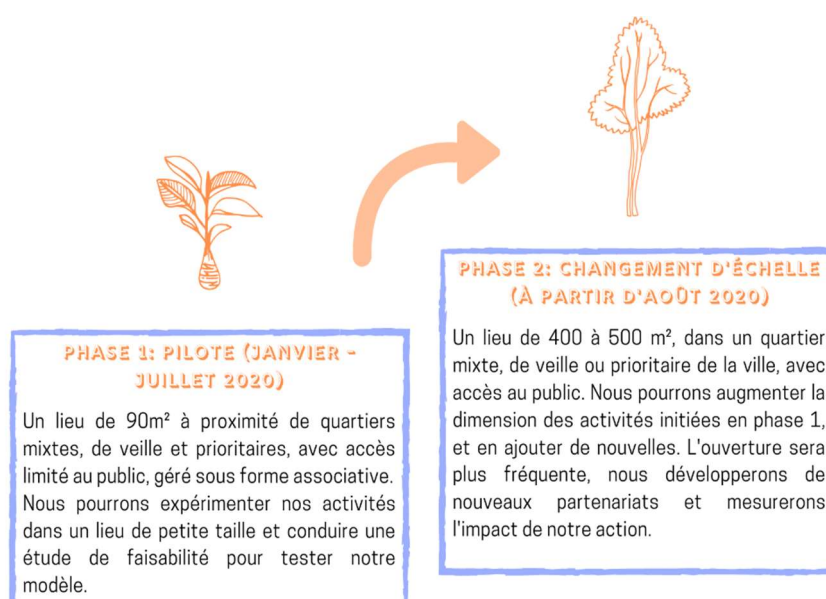 PHASE 1: PILOTE (JANVIER -
JUILLET 2020)
Un lieu de 90m² à proximité de quartiers
mixtes, de veille et prioritaires, avec accès
limité au public, géré sous forme associative.
Nous pourrons expérimenter nos activités
dans un lieu de petite taille et conduire une
étude de faisabilité pour tester notre
modèle.
PHASE 2: CHANGEMENT D'ÉCHELLE
(À PARTIR D'AOÛT 2020)
Un lieu de 400 à 500 m², dans un quartier
mixte, de veille ou prioritaire de la ville, avec
accès au public. Nous pourrons augmenter la
dimension des activités initiées en phase 1,
et en ajouter de nouvelles. L'ouverture sera
plus fréquente, nous développerons de
nouveaux partenariats et mesurerons
l'impact de notre action.